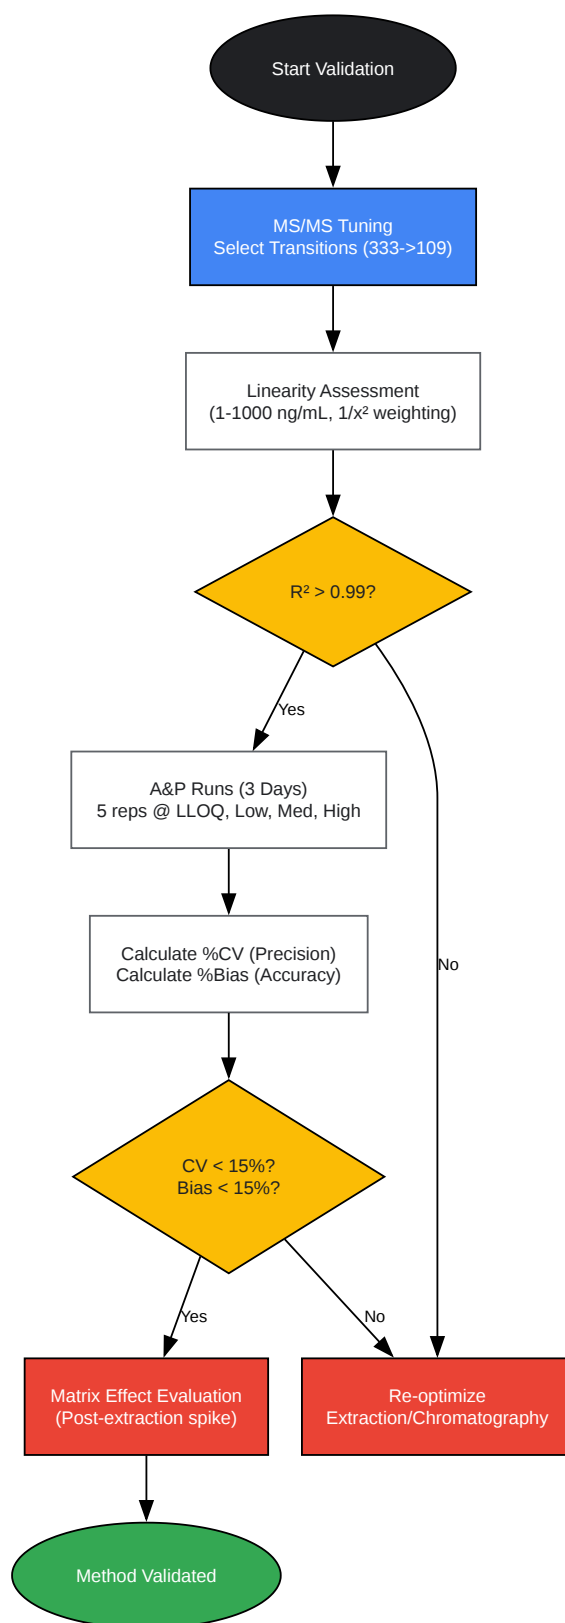 Start Validation
MS/MS Tuning
Select Transitions (333->109)
Linearity Assessment
(1-1000 ng/mL, 1/x² weighting)
R² > 0.99?
Yes
A&P Runs (3 Days)
5 reps @ LLOQ, Low, Med, High
Calculate %CV (Precision)
Calculate %Bias (Accuracy)
No
CV < 15%?
Bias < 15%?
Yes
No
Matrix Effect Evaluation
(Post-extraction spike)
Re-optimize
Extraction/Chromatography
Method Validated